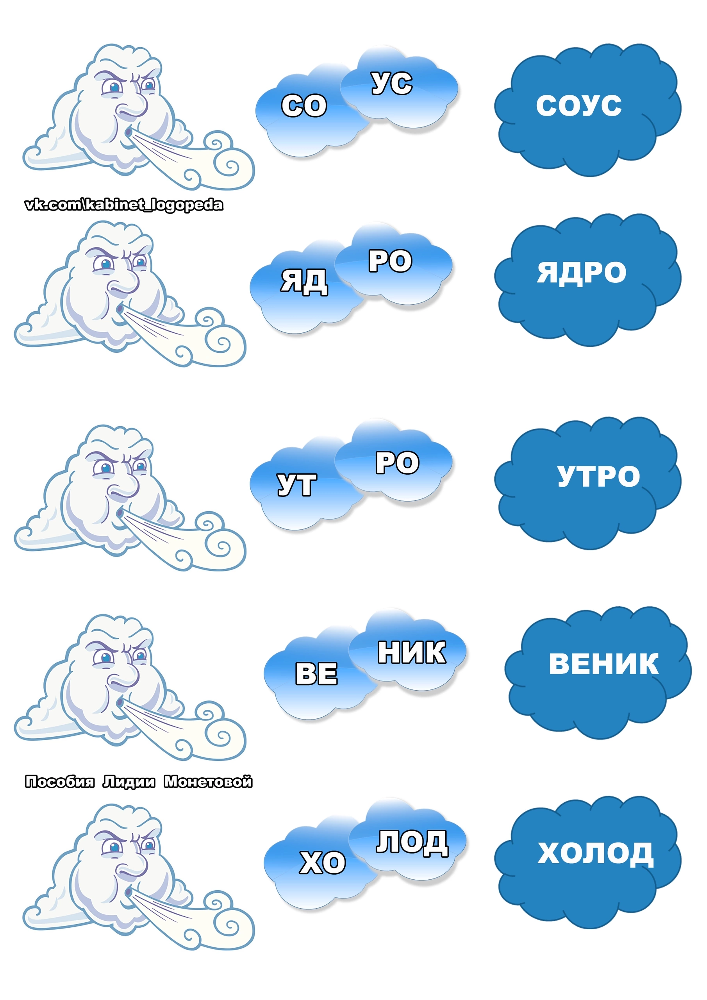 СО УС СОУС
vk.com\kabinet_logopeda
ЯД РО ЯДРО
УТ РО УТРО
ВЕ НИК ВЕНИК
Пособия Лидии Монетовой
ХО ЛОД ХОЛОД